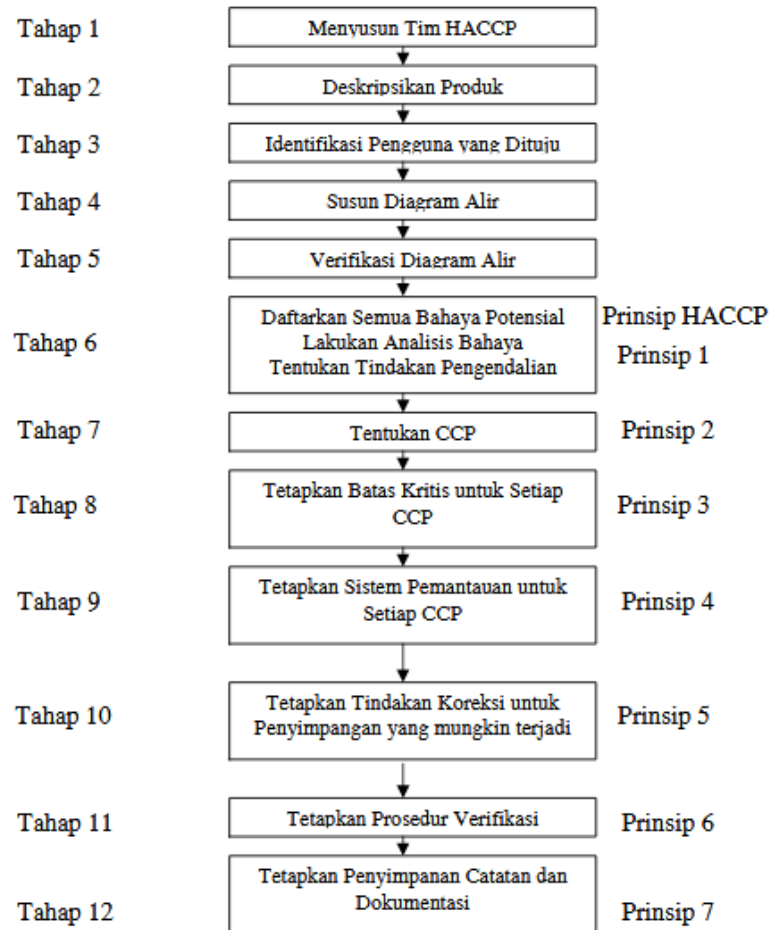 Tahap 1
Menyusun Tim HACCP
Tahap 2
Deskripsikan Produk
Tahap 3
Identifikasi Pengguna yang Dituju
Tahap 4
Susun Diagram Alir
Tahap 5
Verifikasi Diagram Alir
Tahap 6
Daftarkan Semua Bahaya Potensial
Lakukan Analisis Bahaya
Tentukan Tindakan Pengendalian
Prinsip HACCP
Prinsip 1
Tahap 7
Tentukan CCP
Prinsip 2
Tahap 8
Tetapkan Batas Kritis untuk Setiap
CCP
Prinsip 3
Tahap 9
Tetapkan Sistem Pemantauan untuk
Setiap CCP
Prinsip 4
Tahap 10
Tetapkan Tindakan Koreksi untuk
Penyimpangan yang mungkin terjadi
Prinsip 5
Tahap 11
Tetapkan Prosedur Verifikasi
Prinsip 6
Tahap 12
Tetapkan Penyimpanan Catatan dan
Dokumentasi
Prinsip 7